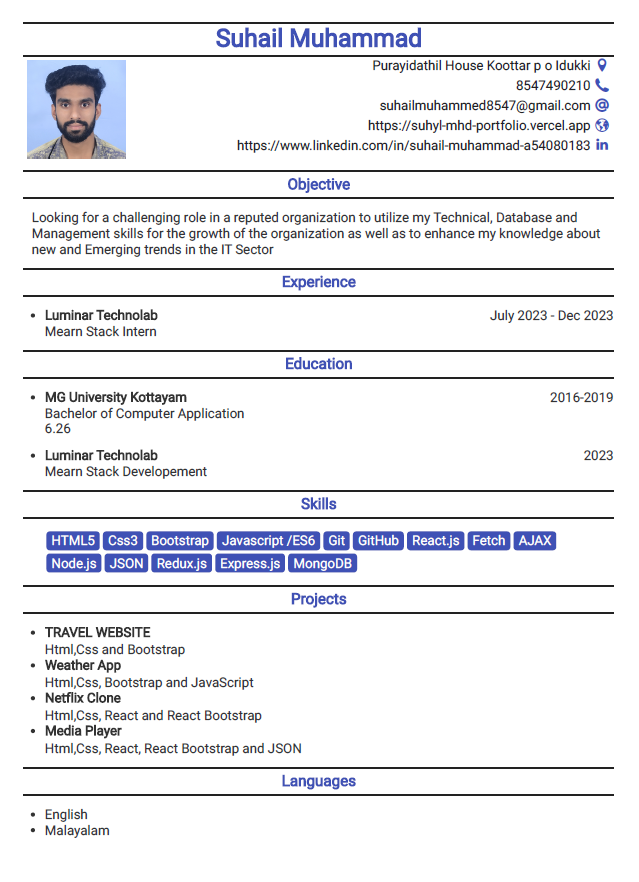 Suhail Muhammad
Purayidathil House Koottar p o Idukki
8547490210
suhailmuhammed8547@gmail.com
https://suhyl-mhd-portfolio.vercel.app
https://www.linkedin.com/in/suhail-muhammad-a54080183
Objective
Looking for a challenging role in a reputed organization to utilize my Technical, Database and
Management skills for the growth of the organization as well as to enhance my knowledge about
new and Emerging trends in the IT Sector
Experience
Luminar Technolab July 2023 - Dec 2023
Mearn Stack Intern
Education
MG University Kottayam 2016-2019
Bachelor of Computer Application
6.26
Luminar Technolab 2023
Mearn Stack Developement
Skills
HTML5 Css3 Bootstrap Javascript /ES6 Git GitHub React.js Fetch AJAX
Node.js JSON Redux.js Express.js MongoDB
Projects
TRAVEL WEBSITE
Html,Css and Bootstrap
Weather App
Html,Css, Bootstrap and JavaScript
Netflix Clone
Html,Css, React and React Bootstrap
Media Player
Html,Css, React, React Bootstrap and JSON
Languages
English
Malayalam